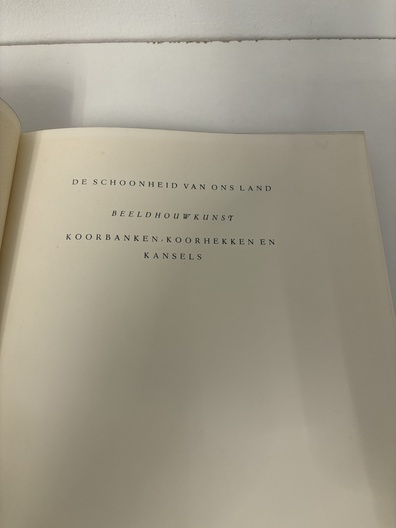 DE SCHOONHEID VAN ONS LAND
BEELDHOUWKUNST
KOORBANKEN-KOORHEKKEN EN
KANSELS